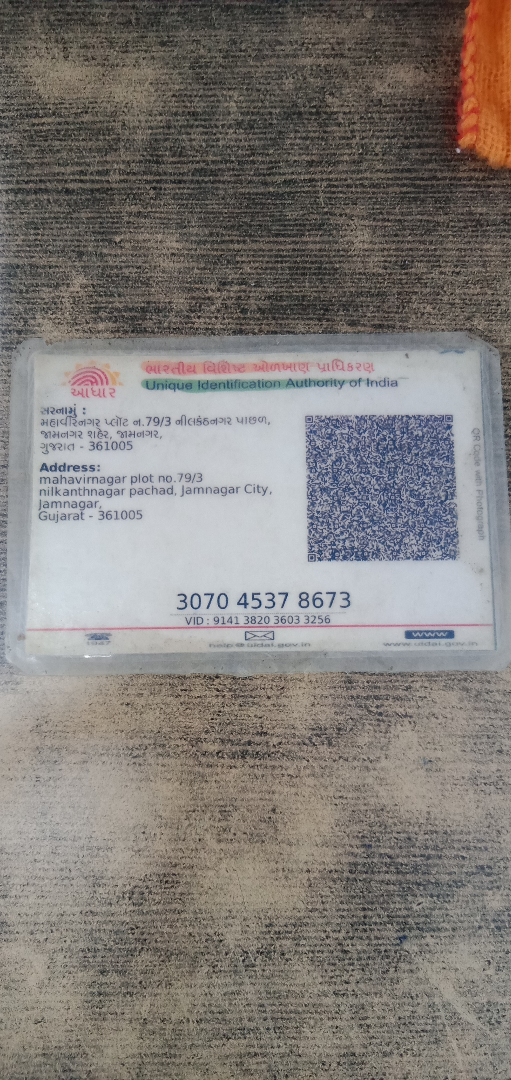 ભારતીય વિશિષ્ટ ઓળખાણ પ્રાધિકરણ
Unique Identification Authority of India
આધાર
સરનામું :
મહાવીરનગર પ્લૉટ ન.79/3 નીલકંઠનગર પાછળ,
જામનગર શહેર, જામનગર,
ગુજરાત - 361005
Address:
mahavirnagar plot no.79/3
nilkanthnagar pachad, Jamnagar City,
Jamnagar,
Gujarat - 361005
QR Code with Photograph
3070 4537 8673
VID : 9141 3820 3603 3256
1947
help@uidai.gov.in
www
www.uidai.gov.in